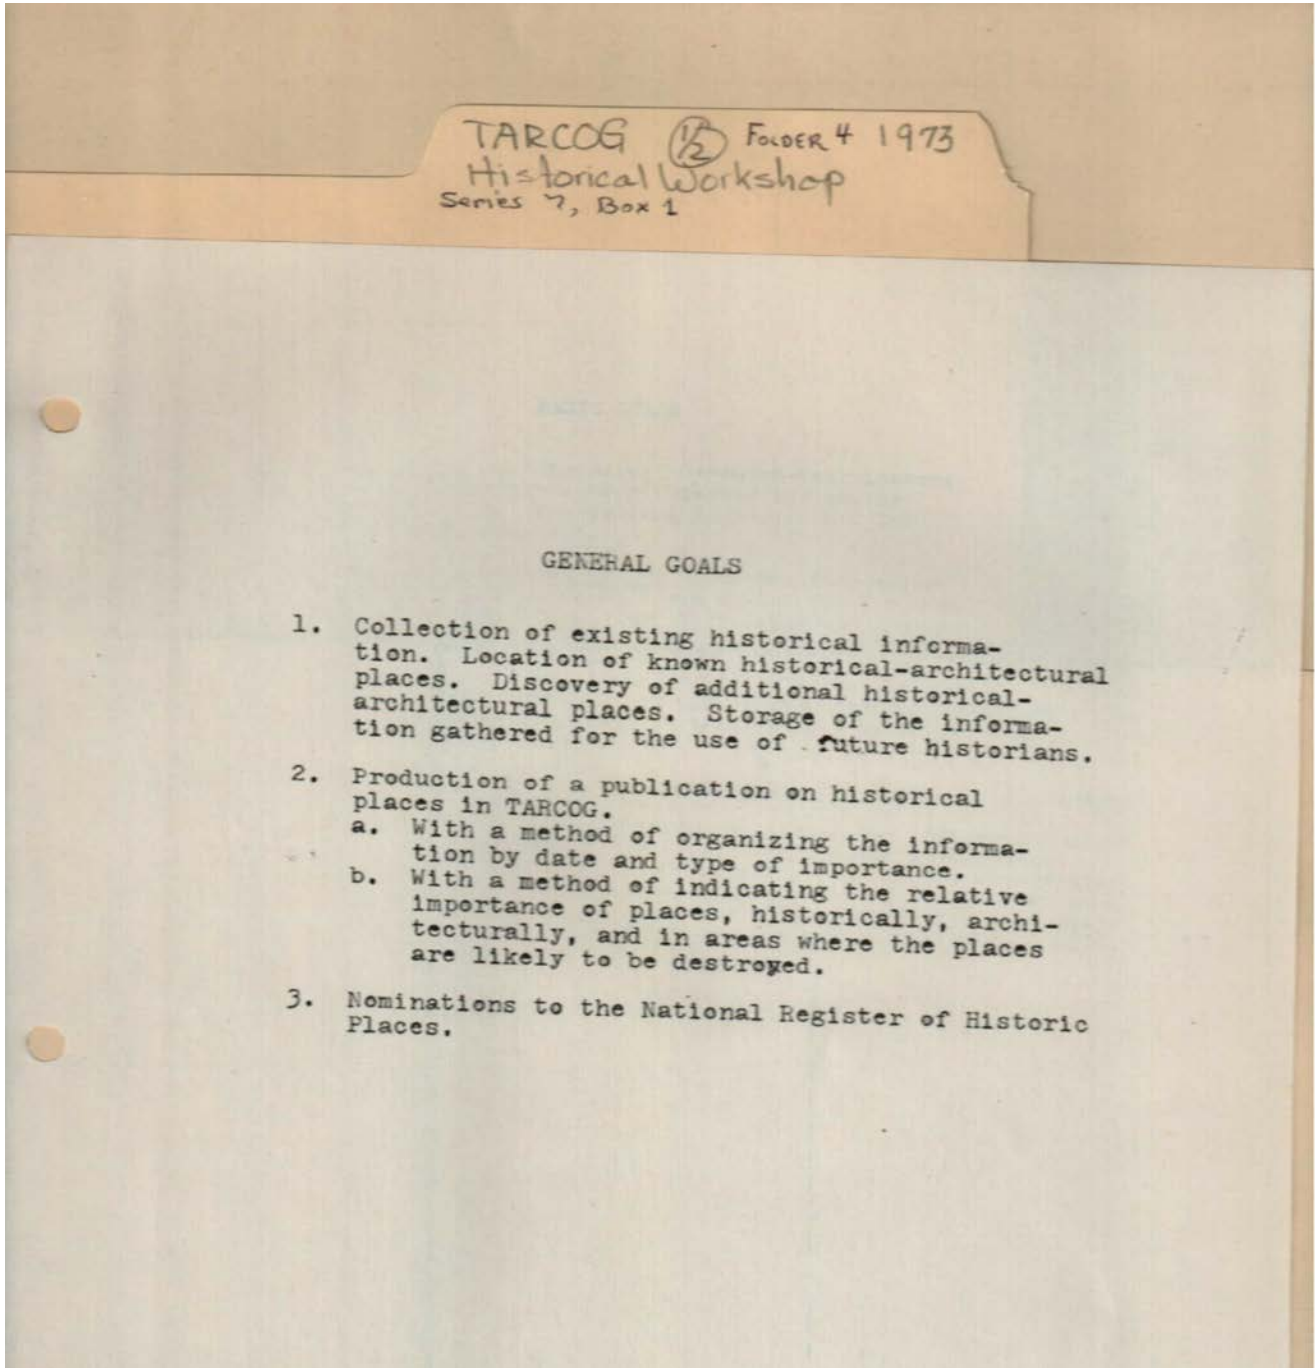 TARCOG 1/2 FOLDER 4 1973
Historical Workshop
Series 7, Box 1
GENERAL GOALS
1. Collection of existing historical informa-
tion. Location of known historical-architectural
places. Discovery of additional historical-
architectural places. Storage of the informa-
tion gathered for the use of future historians.
2. Production of a publication on historical
places in TARCOG.
a. With a method of organizing the informa-
tion by date and type of importance.
b. With a method of indicating the relative
importance of places, historically, archi-
tecturally, and in areas where the places
are likely to be destroyed.
3. Nominations to the National Register of Historic
Places.